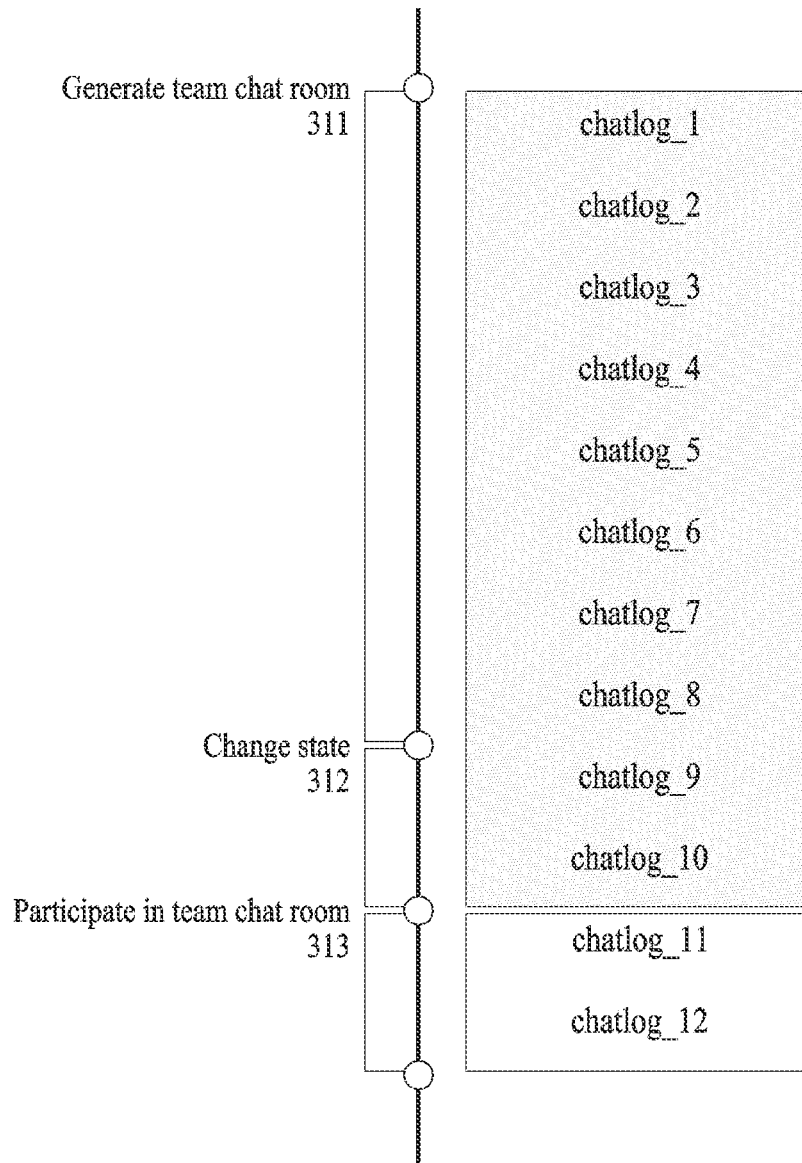 Generate team chat room
311
chatlog_1
chatlog_2
chatlog_3
chatlog_4
chatlog_5
chatlog_6
chatlog_7
chatlog_8
Change state
312
chatlog_9
chatlog_10
Participate in team chat room
313
chatlog_11
chatlog_12